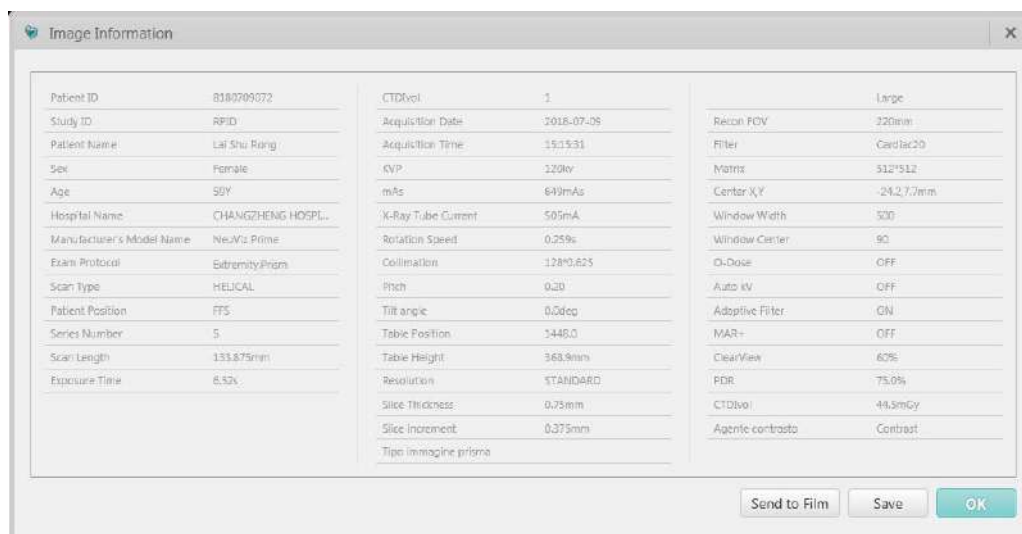 Image Information
Patient ID 8180709072
Study ID RPID
Patient Name Lai Shu Rong
Sex Female
Age 59Y
Hospital Name CHANGZHENG HOSPI...
Manufacturer's Model Name NeuViz Prime
Exam Protocol Extremity.Prism
Scan Type HELICAL
Patient Position FFS
Series Number 5
Scan Length 133.875mm
Exposure Time 6.52s
CTDIvol 1
Acquisition Date 2018-07-09
Acquisition Time 15:15:31
KVP 120kv
mAs 649mAs
X-Ray Tube Current 505mA
Rotation Speed 0.259s
Collimation 128*0.625
Pitch 0.20
Tilt angle 0.0deg
Table Position 1448.0
Table Height 368.9mm
Resolution STANDARD
Slice Thickness 0.75mm
Slice Increment 0.375mm
Tipo immagine prisma
Large
Recon FOV 220mm
Filter Cardiac20
Matrix 512*512
Center X,Y -24.2,7.7mm
Window Width 500
Window Center 90
O-Dose OFF
Auto kV OFF
Adaptive Filter ON
MAR+ OFF
ClearView 60%
PDR 75.0%
CTDIvol 44.5mGy
Agente contrasto Contrast
Send to Film Save OK